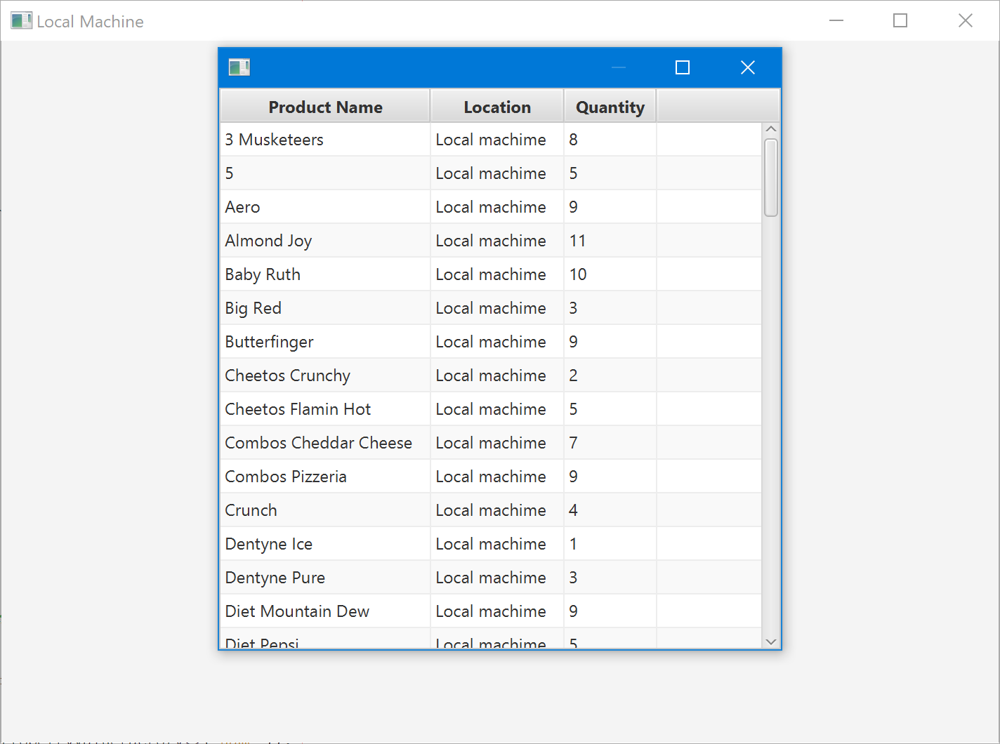 Local Machine
Product Name Location Quantity
3 Musketeers Local machime 8
5 Local machime 5
Aero Local machime 9
Almond Joy Local machime 11
Baby Ruth Local machime 10
Big Red Local machime 3
Butterfinger Local machime 9
Cheetos Crunchy Local machime 2
Cheetos Flamin Hot Local machime 5
Combos Cheddar Cheese Local machime 7
Combos Pizzeria Local machime 9
Crunch Local machime 4
Dentyne Ice Local machime 1
Dentyne Pure Local machime 3
Diet Mountain Dew Local machime 9
Diet Pepsi Local machime 5